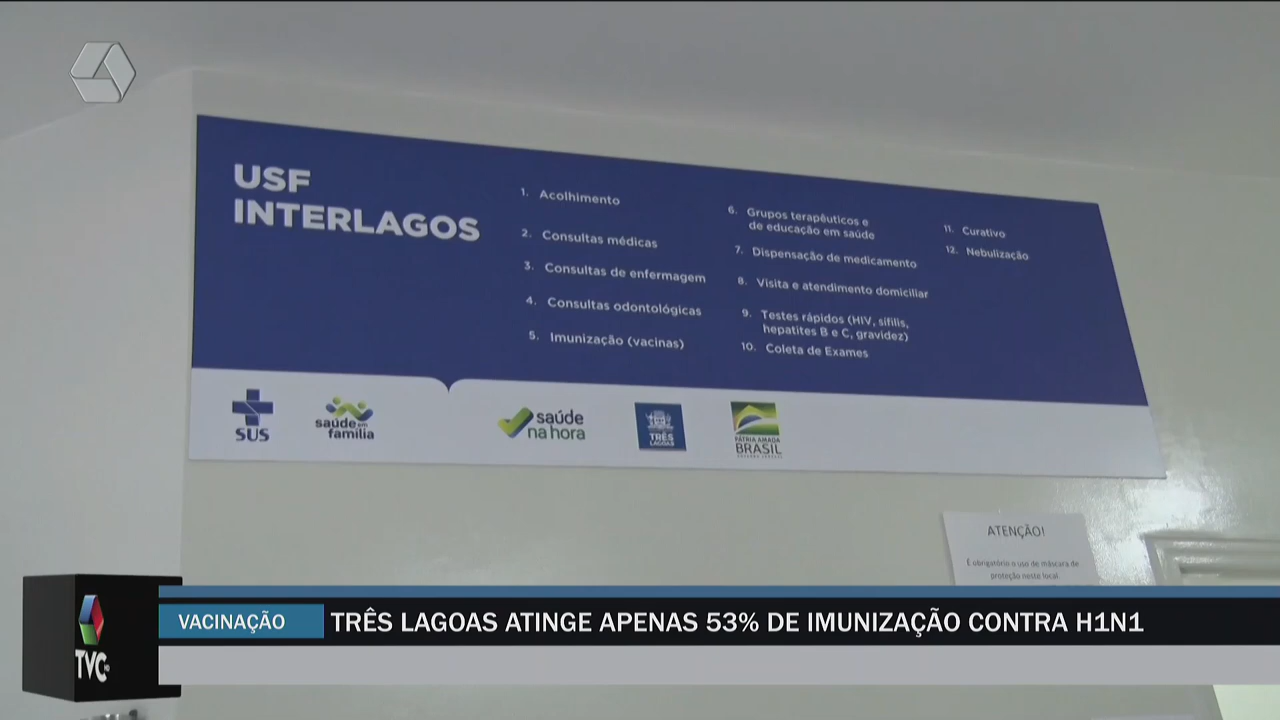 USF
INTERLAGOS
1. Acolhimento
2. Consultas médicas
3. Consultas de enfermagem
4. Consultas odontológicas
5. Imunização (vacinas)
6. Grupos terapêuticos e
de educação em saúde
7. Dispensação de medicamento
8. Visita e atendimento domiciliar
9. Testes rápidos (HIV, sífilis,
hepatites B e C, gravidez)
10. Coleta de Exames
11. Curativo
12. Nebulização
SUS
saúde em
família
saúde
na hora
TRÊS
LAGOAS
PÁTRIA AMADA
BRASIL
GOVERNO FEDERAL
ATENÇÃO!
É obrigatório o uso de máscara de
proteção neste local.
VACINAÇÃO
TRÊS LAGOAS ATINGE APENAS 53% DE IMUNIZAÇÃO CONTRA H1N1
TVC HD